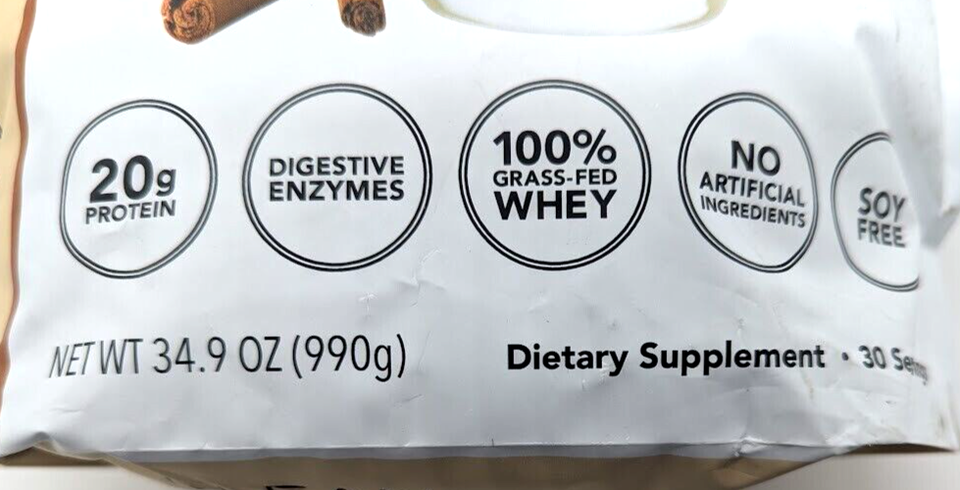 20g
PROTEIN
DIGESTIVE
ENZYMES
100%
GRASS-FED
WHEY
NO
ARTIFICIAL
INGREDIENTS
SOY
FREE
NET WT 34.9 OZ (990g)
Dietary Supplement • 30